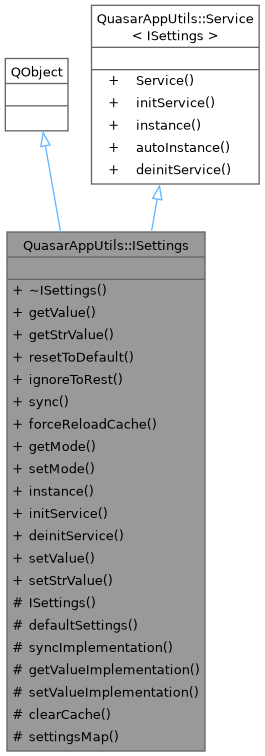 QuasarAppUtils::Service
< ISettings >
+ Service()
+ initService()
+ instance()
+ autoInstance()
+ deinitService()
QObject
QuasarAppUtils::ISettings
+ ~ISettings()
+ getValue()
+ getStrValue()
+ resetToDefault()
+ ignoreToRest()
+ sync()
+ forceReloadCache()
+ getMode()
+ setMode()
+ instance()
+ initService()
+ deinitService()
+ setValue()
+ setStrValue()
# ISettings()
# defaultSettings()
# syncImplementation()
# getValueImplementation()
# setValueImplementation()
# clearCache()
# settingsMap()